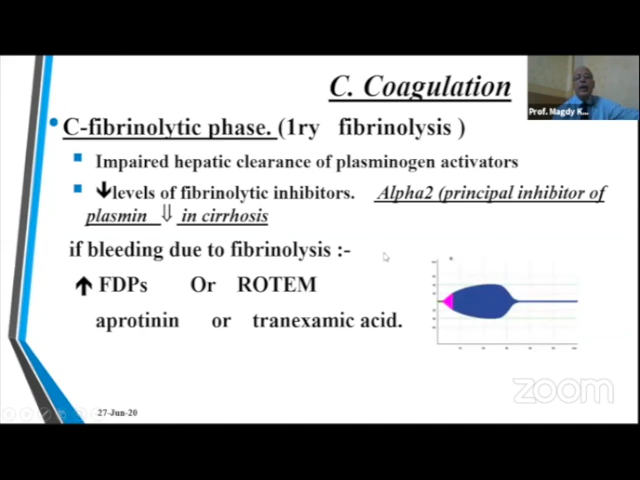 C. Coagulation
Prof. Magdy K...
C-fibrinolytic phase. (1ry fibrinolysis )
Impaired hepatic clearance of plasminogen activators
🡻levels of fibrinolytic inhibitors. Alpha2 (principal inhibitor of
plasmin ⇓ in cirrhosis
if bleeding due to fibrinolysis :-
🡹 FDPs Or ROTEM
aprotinin or tranexamic acid.
zoom
27-Jun-20